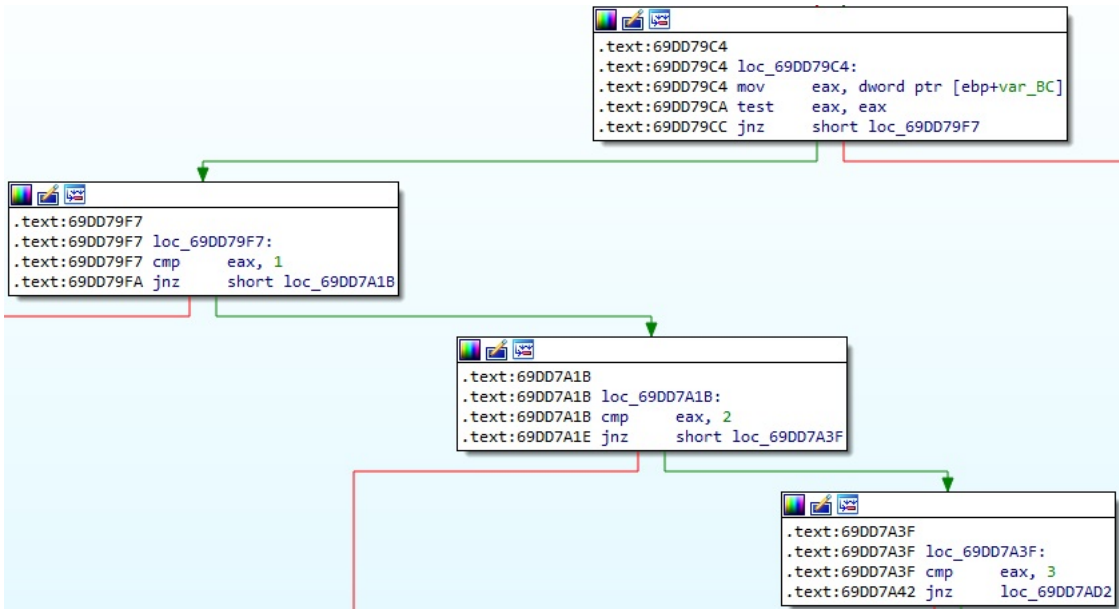 .text:69DD79C4
.text:69DD79C4 loc_69DD79C4:
.text:69DD79C4 mov     eax, dword ptr [ebp+var_BC]
.text:69DD79CA test    eax, eax
.text:69DD79CC jnz     short loc_69DD79F7
.text:69DD79F7
.text:69DD79F7 loc_69DD79F7:
.text:69DD79F7 cmp     eax, 1
.text:69DD79FA jnz     short loc_69DD7A1B
.text:69DD7A1B
.text:69DD7A1B loc_69DD7A1B:
.text:69DD7A1B cmp     eax, 2
.text:69DD7A1E jnz     short loc_69DD7A3F
.text:69DD7A3F
.text:69DD7A3F loc_69DD7A3F:
.text:69DD7A3F cmp     eax, 3
.text:69DD7A42 jnz     loc_69DD7AD2